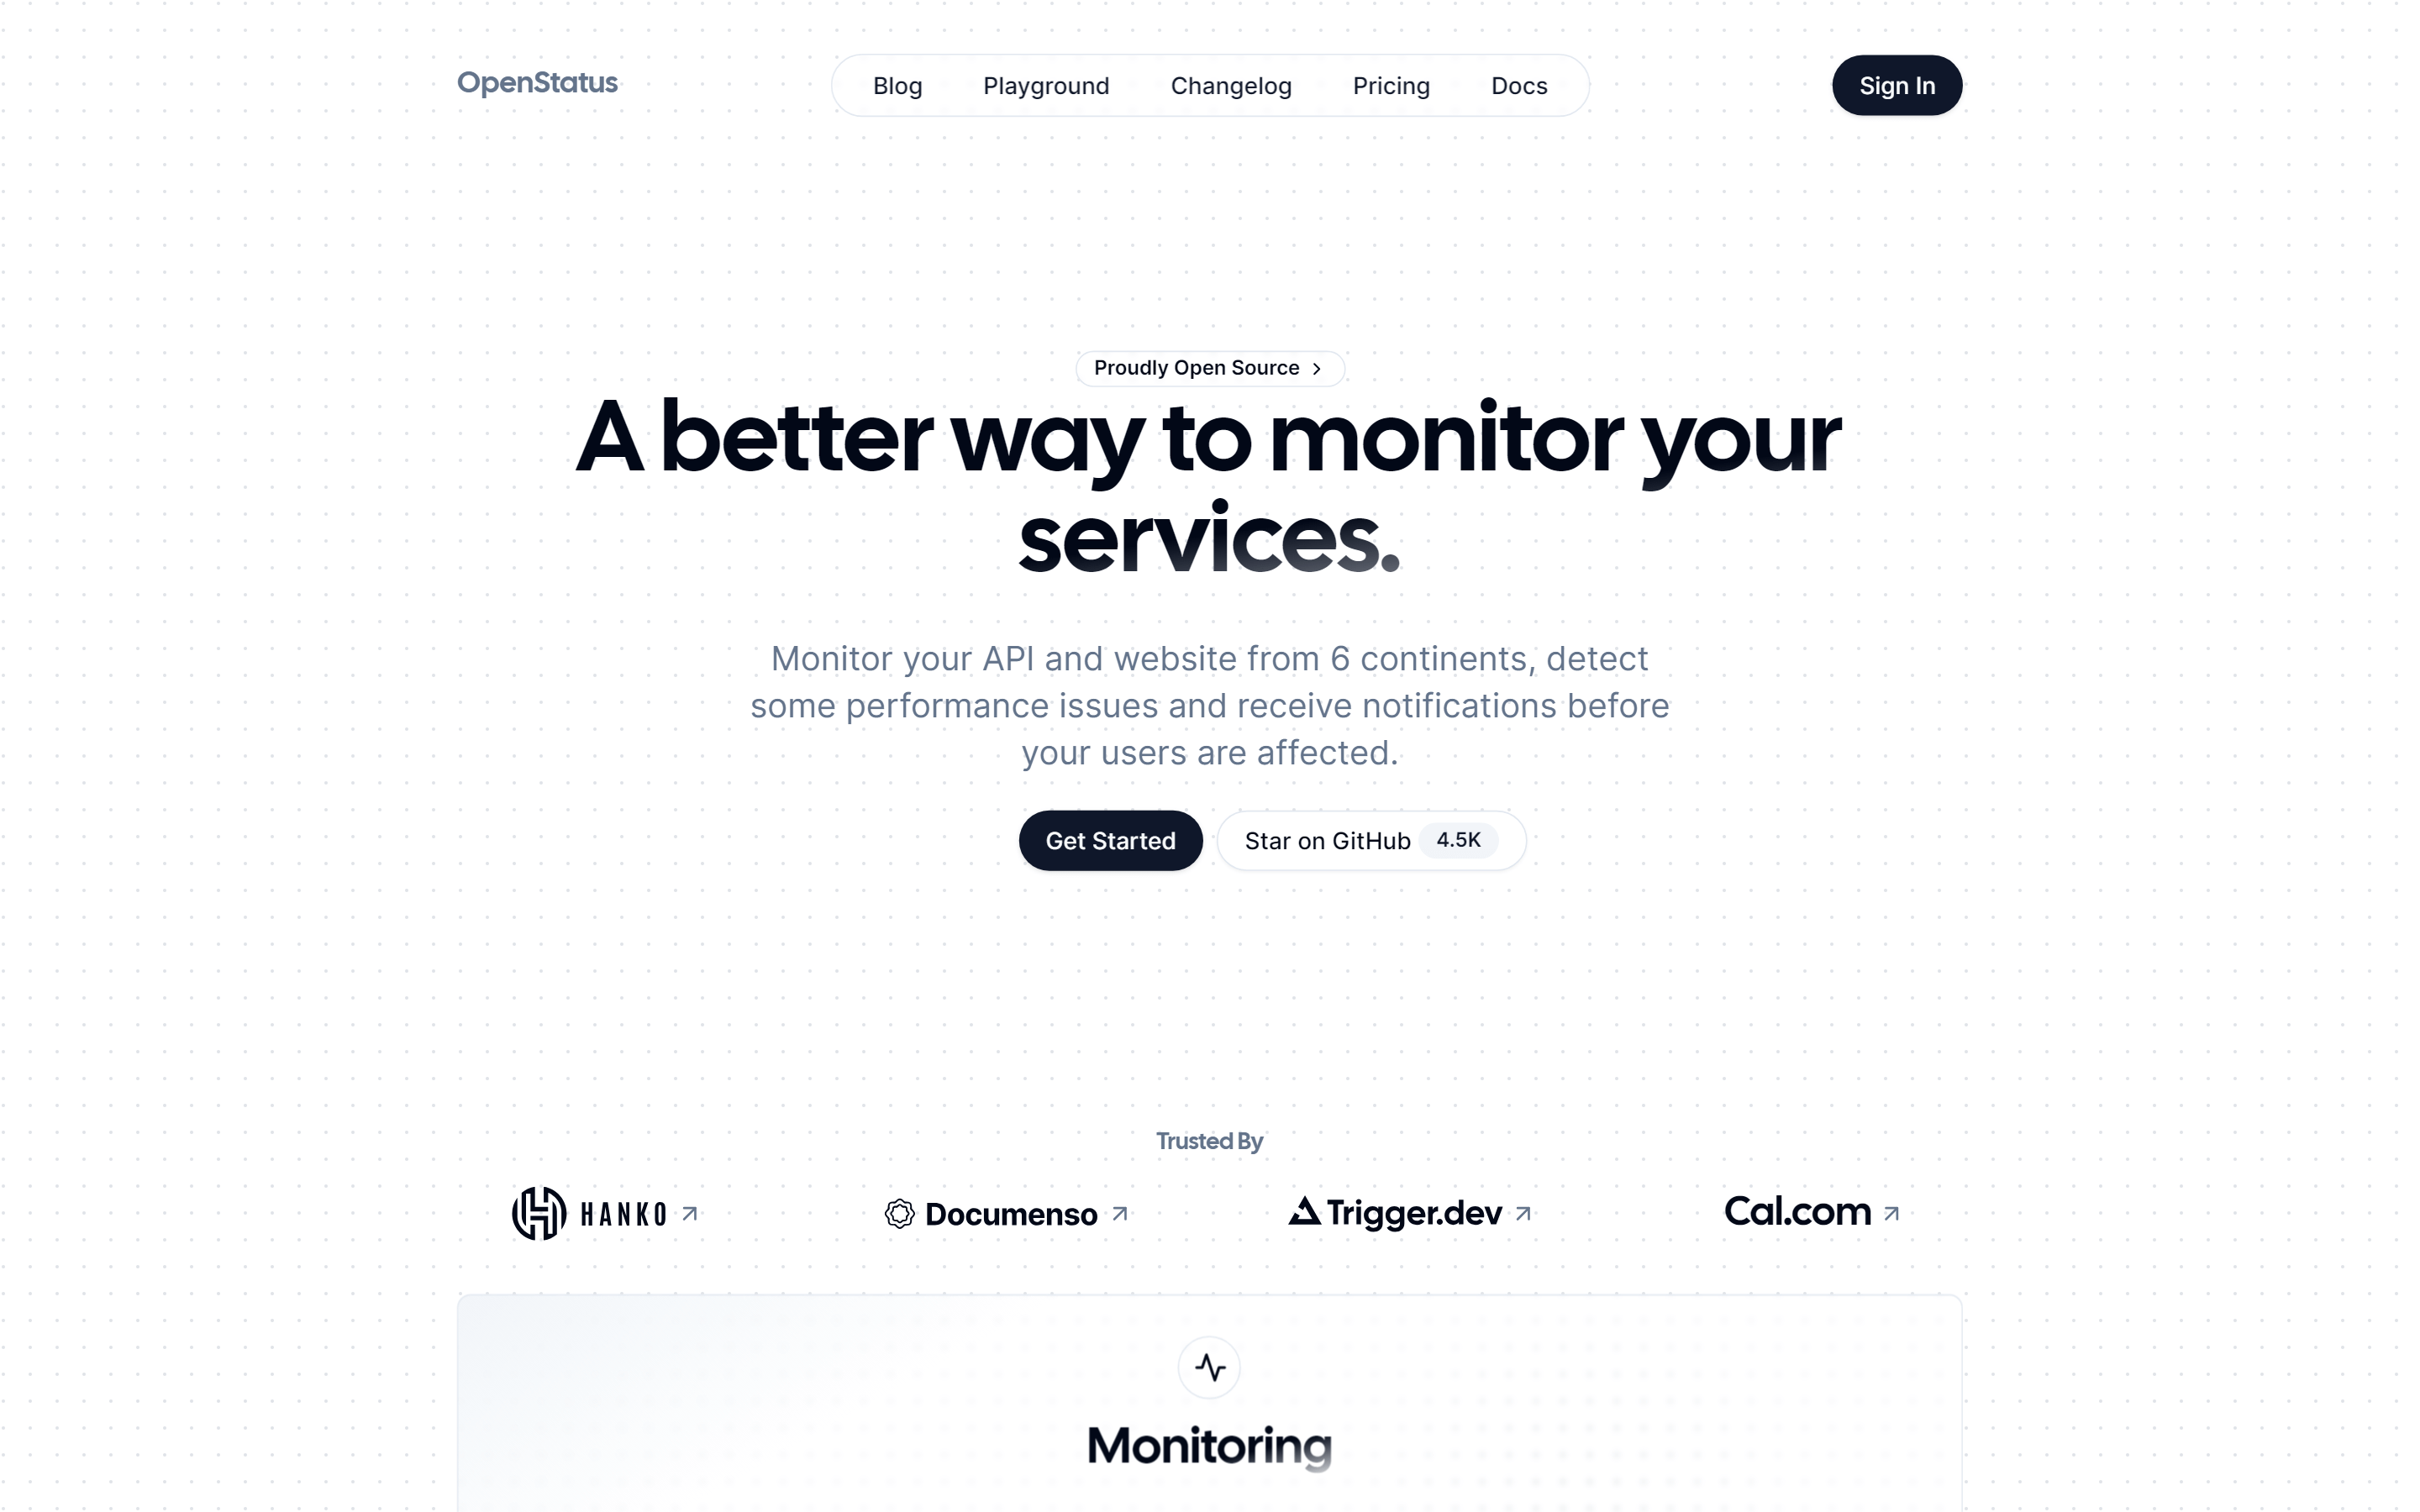 OpenStatus
Blog Playground Changelog Pricing Docs
Sign In
Proudly Open Source
A better way to monitor your
services.
Monitor your API and website from 6 continents, detect
some performance issues and receive notifications before
your users are affected.
Get Started
Star on GitHub 4.5K
Trusted By
HANKO
Documenso
Trigger.dev
Cal.com
Monitoring